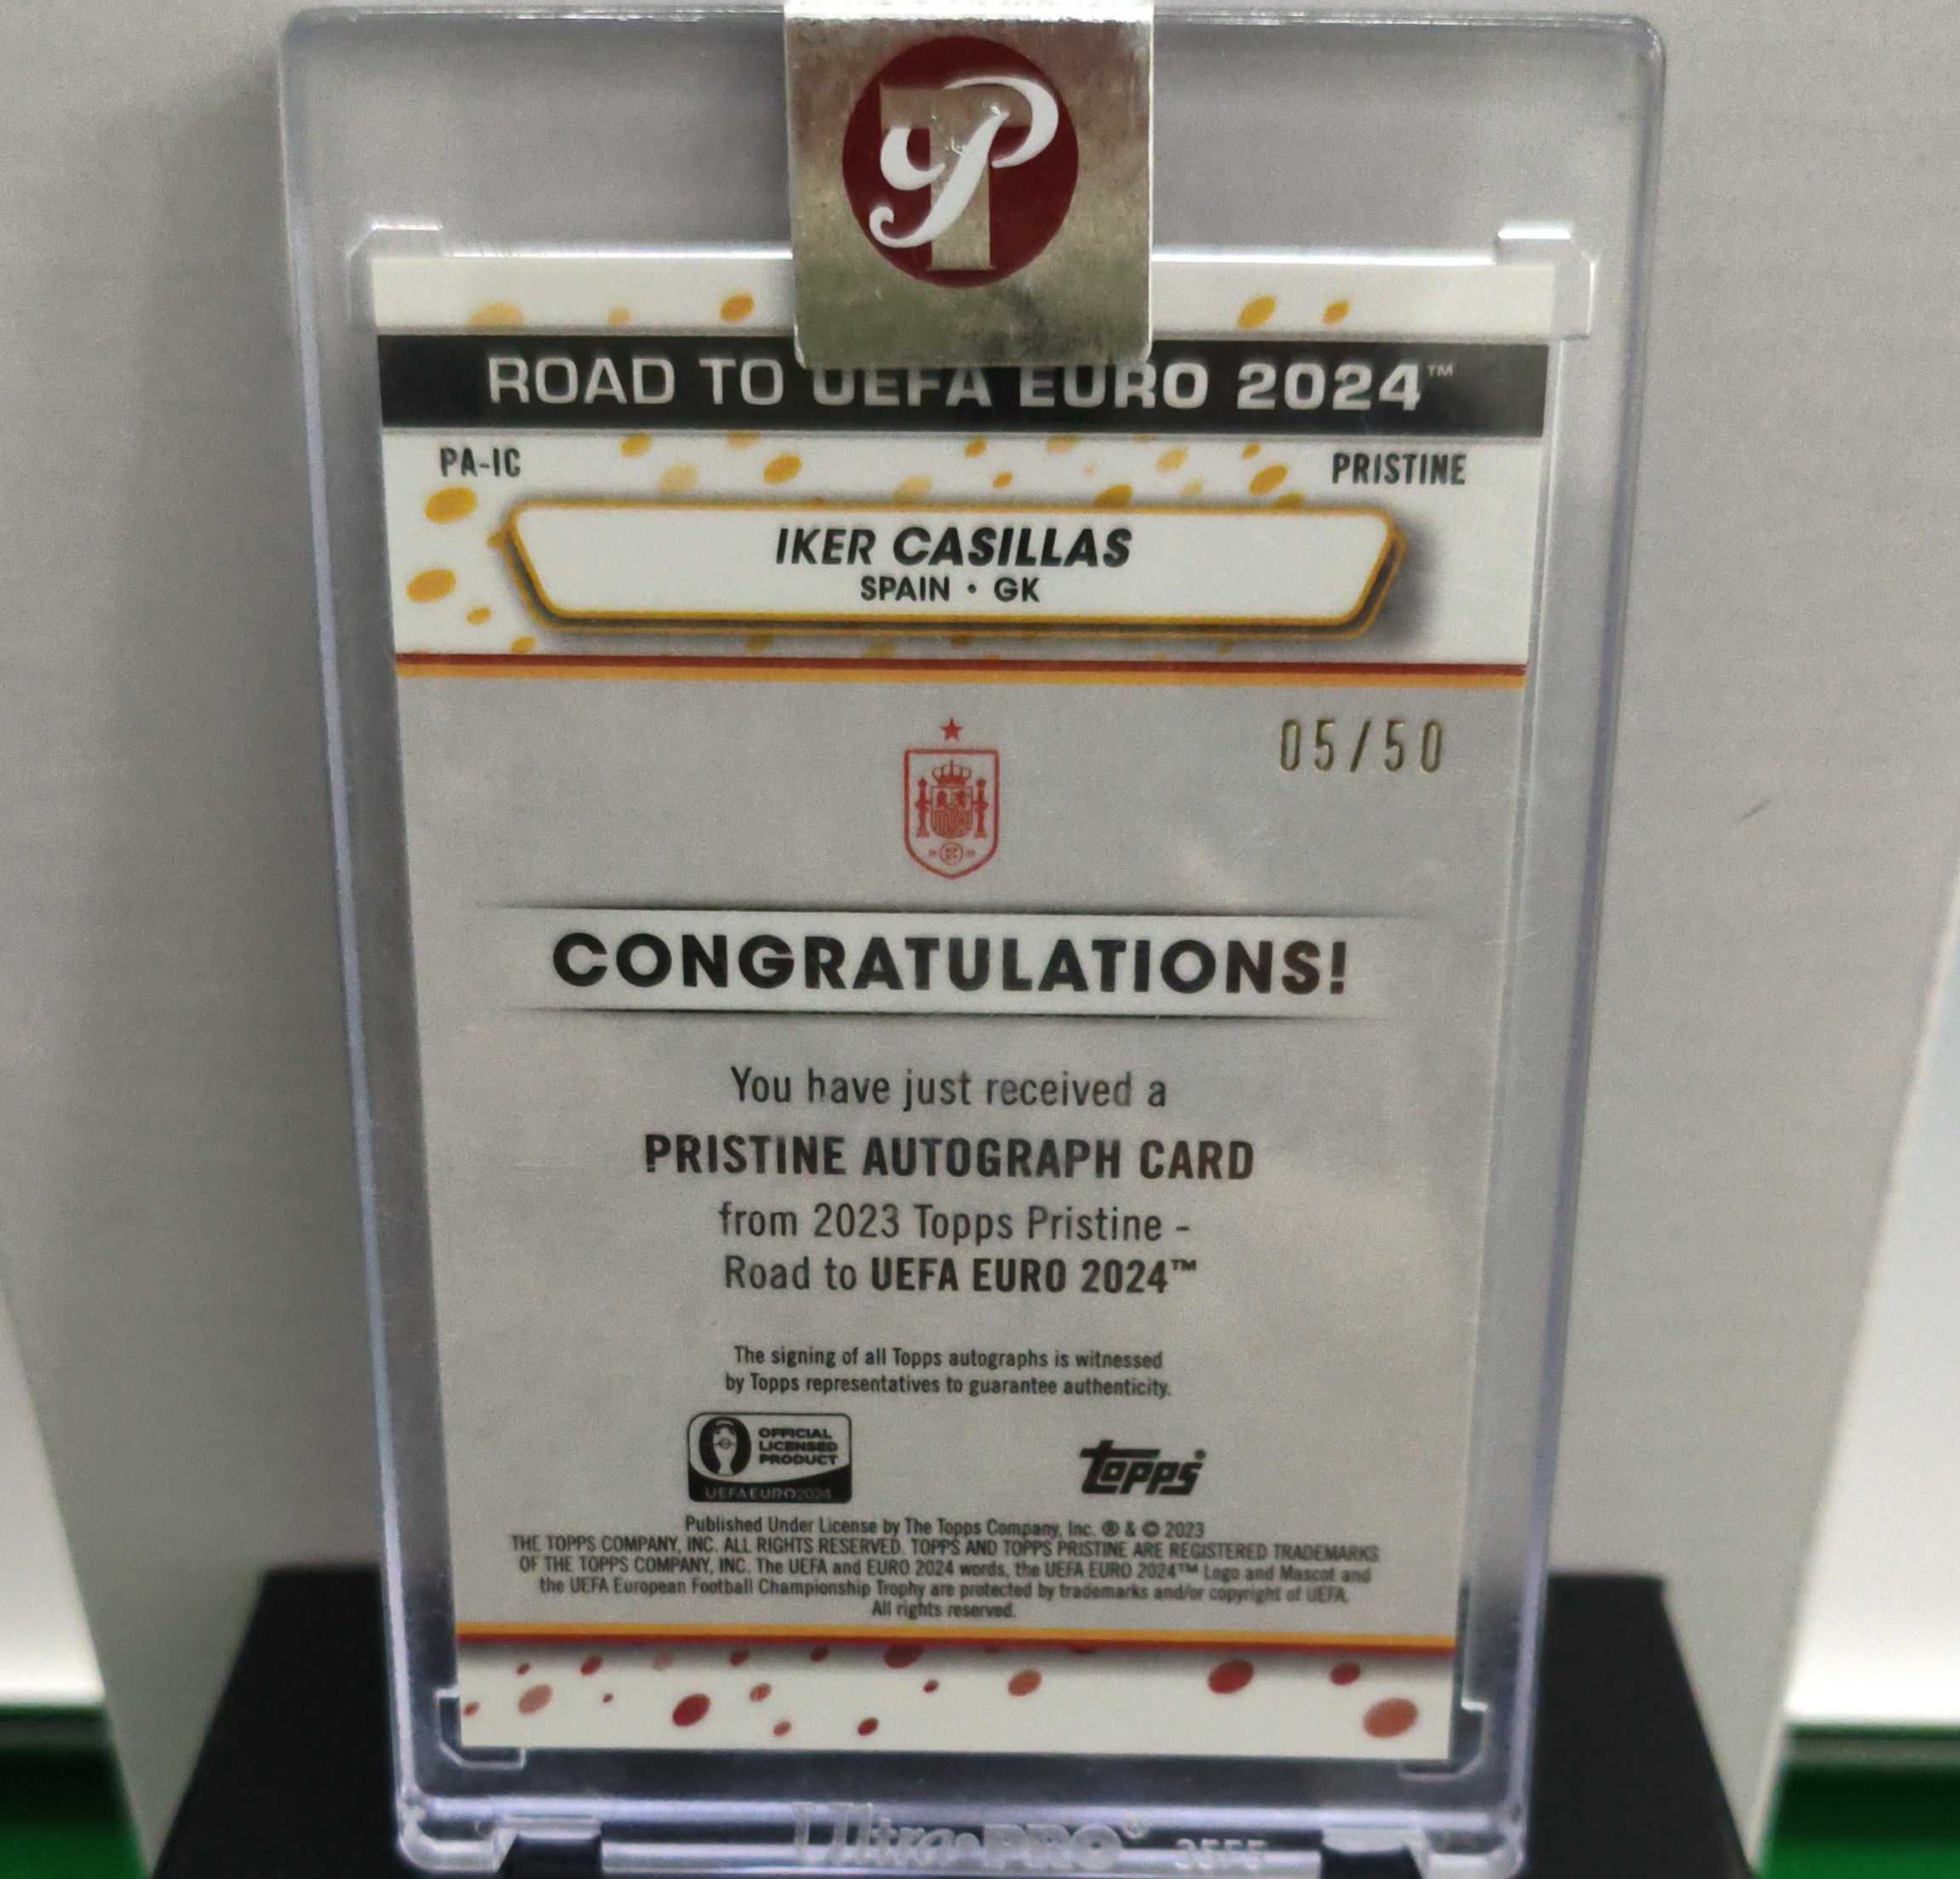 ROAD TO UEFA EURO 2024™
PA-IC
PRISTINE
IKER CASILLAS
SPAIN • GK
05/50
CONGRATULATIONS!
You have just received a
PRISTINE AUTOGRAPH CARD
from 2023 Topps Pristine -
Road to UEFA EURO 2024™
The signing of all Topps autographs is witnessed
by Topps representatives to guarantee authenticity.
OFFICIAL
LICENSED
PRODUCT
UEFA EURO2024
topps®
Published Under License by The Topps Company, Inc. ® & © 2023
THE TOPPS COMPANY, INC. ALL RIGHTS RESERVED. TOPPS AND TOPPS PRISTINE ARE REGISTERED TRADEMARKS
OF THE TOPPS COMPANY, INC. The UEFA and EURO 2024 words, the UEFA EURO 2024™ Logo and Mascot and
the UEFA European Football Championship Trophy are protected by trademarks and/or copyright of UEFA.
All rights reserved.
Ultra•PRO®